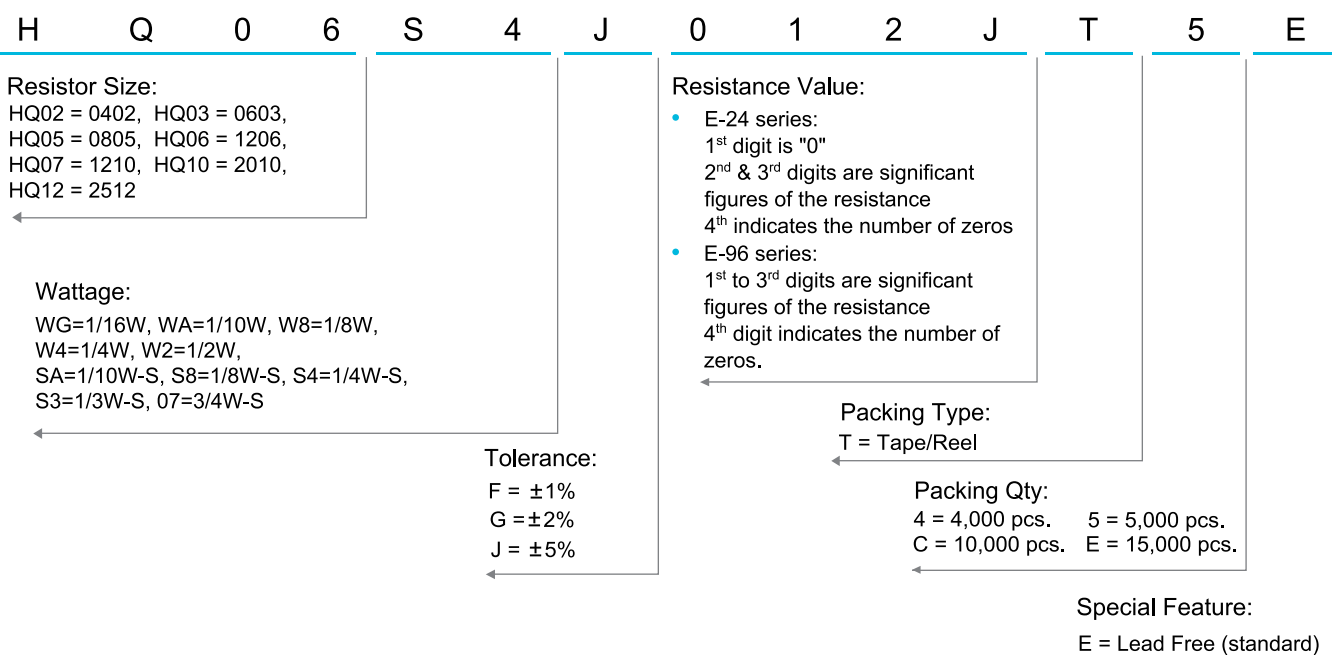 H Q 0 6 S 4 J 0 1 2 J T 5 E
Resistor Size:
HQ02 = 0402, HQ03 = 0603,
HQ05 = 0805, HQ06 = 1206,
HQ07 = 1210, HQ10 = 2010,
HQ12 = 2512
Wattage:
WG=1/16W, WA=1/10W, W8=1/8W,
W4=1/4W, W2=1/2W,
SA=1/10W-S, S8=1/8W-S, S4=1/4W-S,
S3=1/3W-S, 07=3/4W-S
Tolerance:
F = ±1%
G =±2%
J = ±5%
Resistance Value:
• E-24 series:
1st digit is "0"
2nd & 3rd digits are significant
figures of the resistance
4th indicates the number of zeros
• E-96 series:
1st to 3rd digits are significant
figures of the resistance
4th digit indicates the number of
zeros.
Packing Type:
T = Tape/Reel
Packing Qty:
4 = 4,000 pcs. 5 = 5,000 pcs.
C = 10,000 pcs. E = 15,000 pcs.
Special Feature:
E = Lead Free (standard)